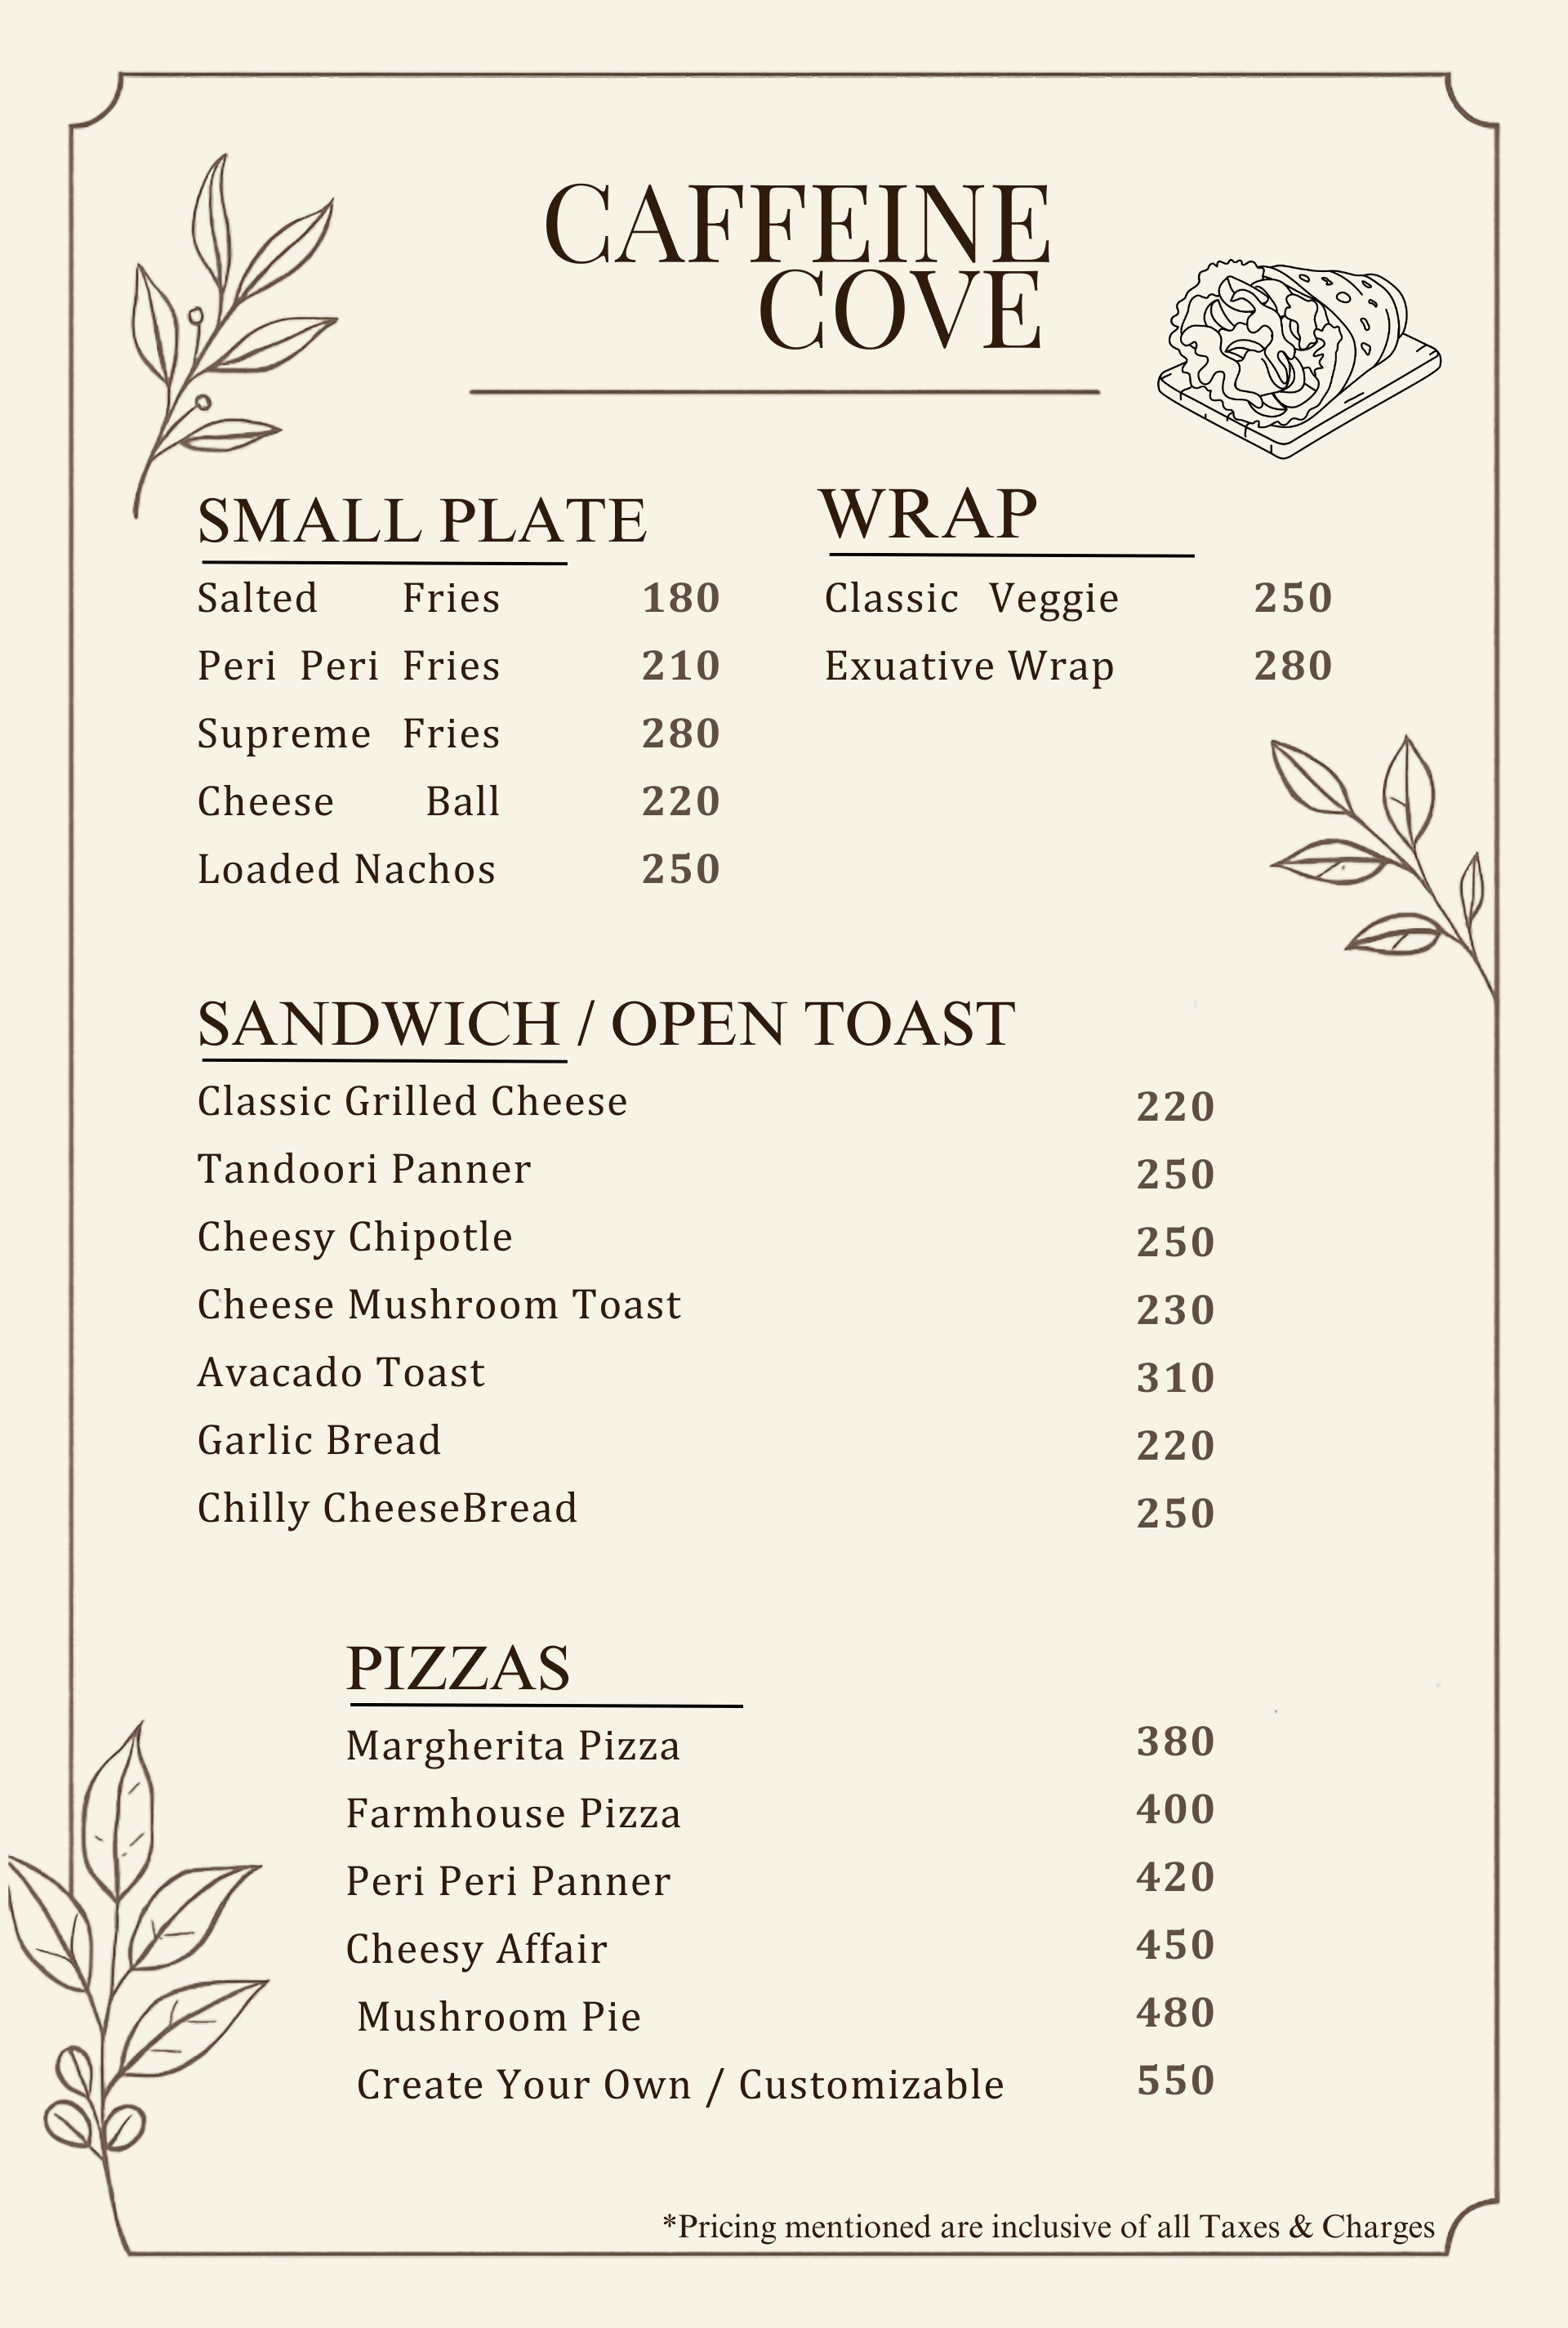 CAFFEINE
COVE
SMALL PLATE
Salted Fries 180
Peri Peri Fries 210
Supreme Fries 280
Cheese Ball 220
Loaded Nachos 250
WRAP
Classic Veggie 250
Exuative Wrap 280
SANDWICH / OPEN TOAST
Classic Grilled Cheese 220
Tandoori Panner 250
Cheesy Chipotle 250
Cheese Mushroom Toast 230
Avacado Toast 310
Garlic Bread 220
Chilly CheeseBread 250
PIZZAS
Margherita Pizza 380
Farmhouse Pizza 400
Peri Peri Panner 420
Cheesy Affair 450
Mushroom Pie 480
Create Your Own / Customizable 550
*Pricing mentioned are inclusive of all Taxes & Charges